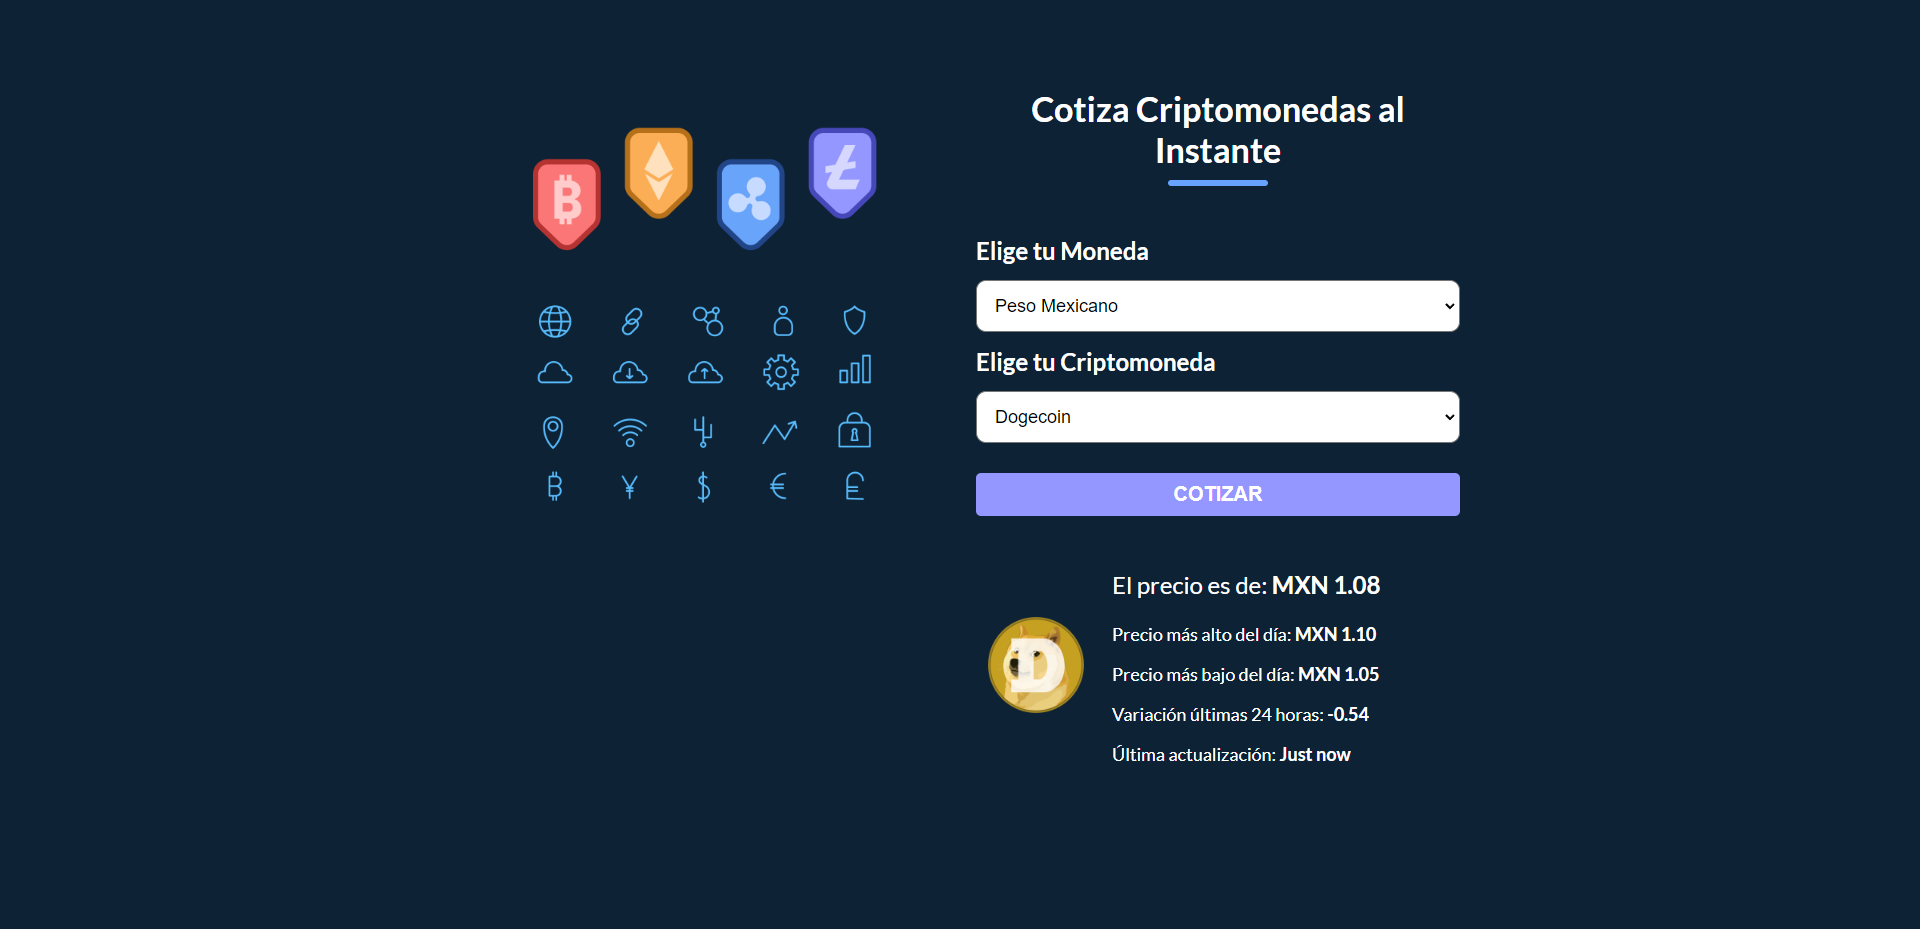 Cotiza Criptomonedas al
Instante
Elige tu Moneda
Peso Mexicano
Elige tu Criptomoneda
Dogecoin
COTIZAR
El precio es de: MXN 1.08
Precio más alto del día: MXN 1.10
Precio más bajo del día: MXN 1.05
Variación últimas 24 horas: -0.54
Última actualización: Just now